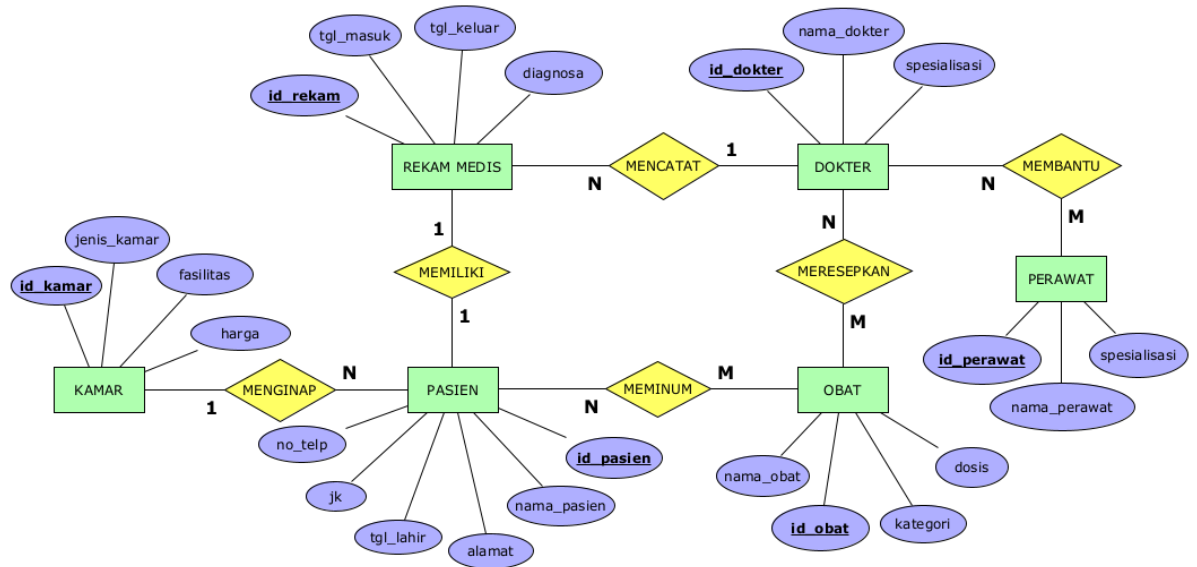 tgl_masuk
tgl_keluar
nama_dokter
diagnosa
id_dokter
spesialisasi
id_rekam
REKAM MEDIS
N
MENCATAT
1
DOKTER
N
MEMBANTU
M
1
MEMILIKI
1
N
MERESEPKAN
M
PERAWAT
id_perawat
spesialisasi
nama_perawat
jenis_kamar
id_kamar
fasilitas
harga
KAMAR
1
MENGINAP
N
PASIEN
N
MEMINUM
M
OBAT
no_telp
id_pasien
jk
nama_pasien
tgl_lahir
alamat
nama_obat
dosis
id_obat
kategori